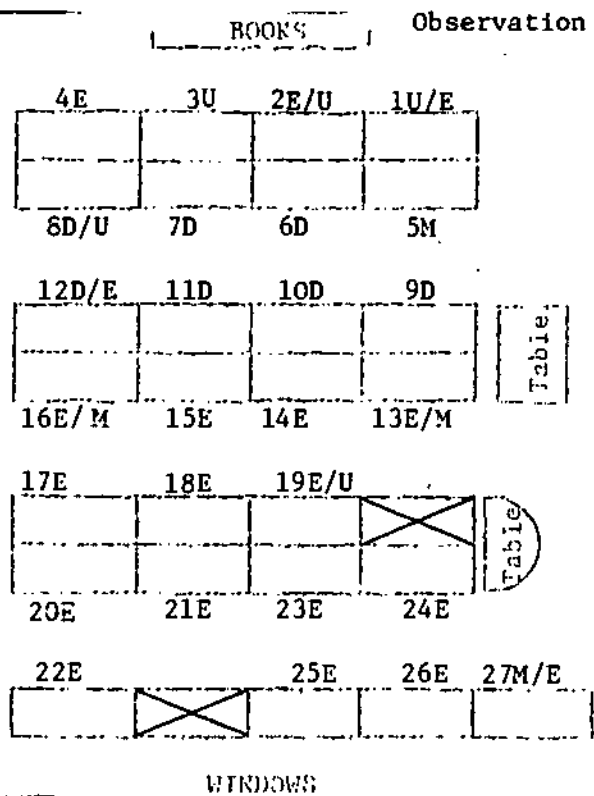 Observation
BOOKS
4E 3U 2E/U 1U/E
8D/U 7D 6D 5M
12D/E 11D 10D 9D
Table
16E/M 15E 14E 13E/M
17E 18E 19E/U
Table
20E 21E 23E 24E
22E 25E 26E 27M/E
WINDOWS